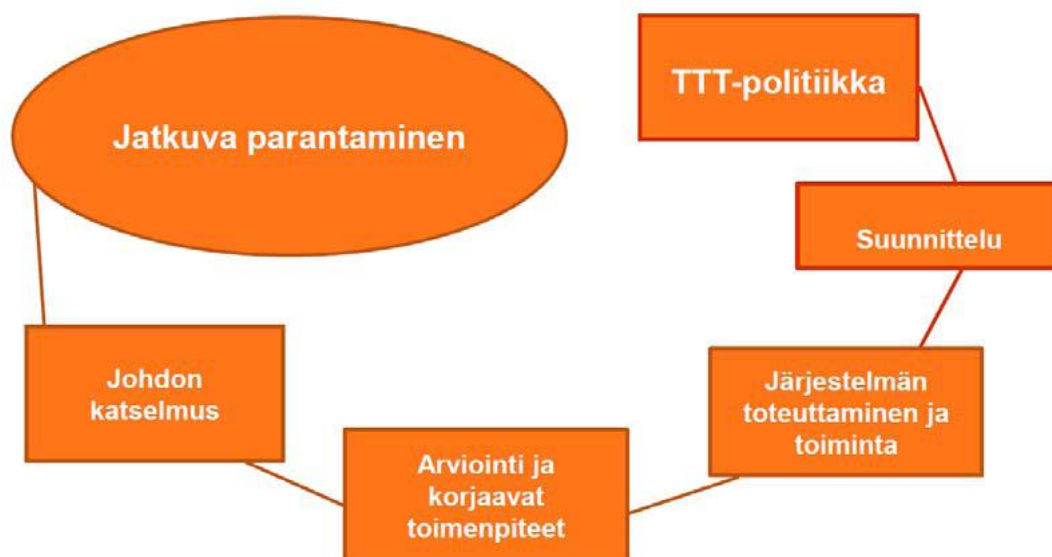 Jatkuva parantaminen
TTT-politiikka
Suunnittelu
Järjestelmän
toteuttaminen ja
toiminta
Arviointi ja
korjaavat
toimenpiteet
Johdon
katselmus